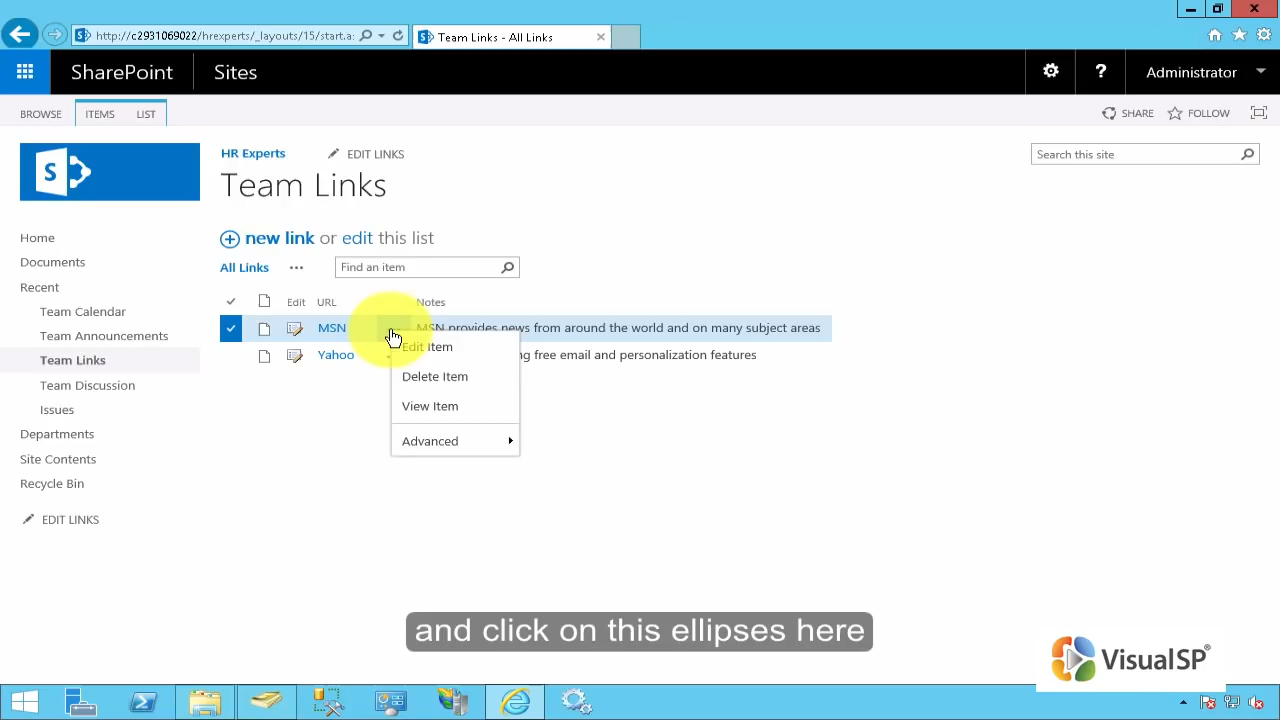 http://c2931069022/hrexperts/_layouts/15/start.a:
Team Links - All Links
SharePoint
Sites
?
Administrator
BROWSE
ITEMS
LIST
SHARE
FOLLOW
HR Experts
EDIT LINKS
Search this site
Team Links
new link or edit this list
All Links ...
Find an item
Edit URL Notes
MSN MSN provides news from around the world and on many subject areas
Yahoo free email and personalization features
Edit Item
Delete Item
View Item
Advanced
Home
Documents
Recent
Team Calendar
Team Announcements
Team Links
Team Discussion
Issues
Departments
Site Contents
Recycle Bin
EDIT LINKS
and click on this ellipses here
VisualSP®